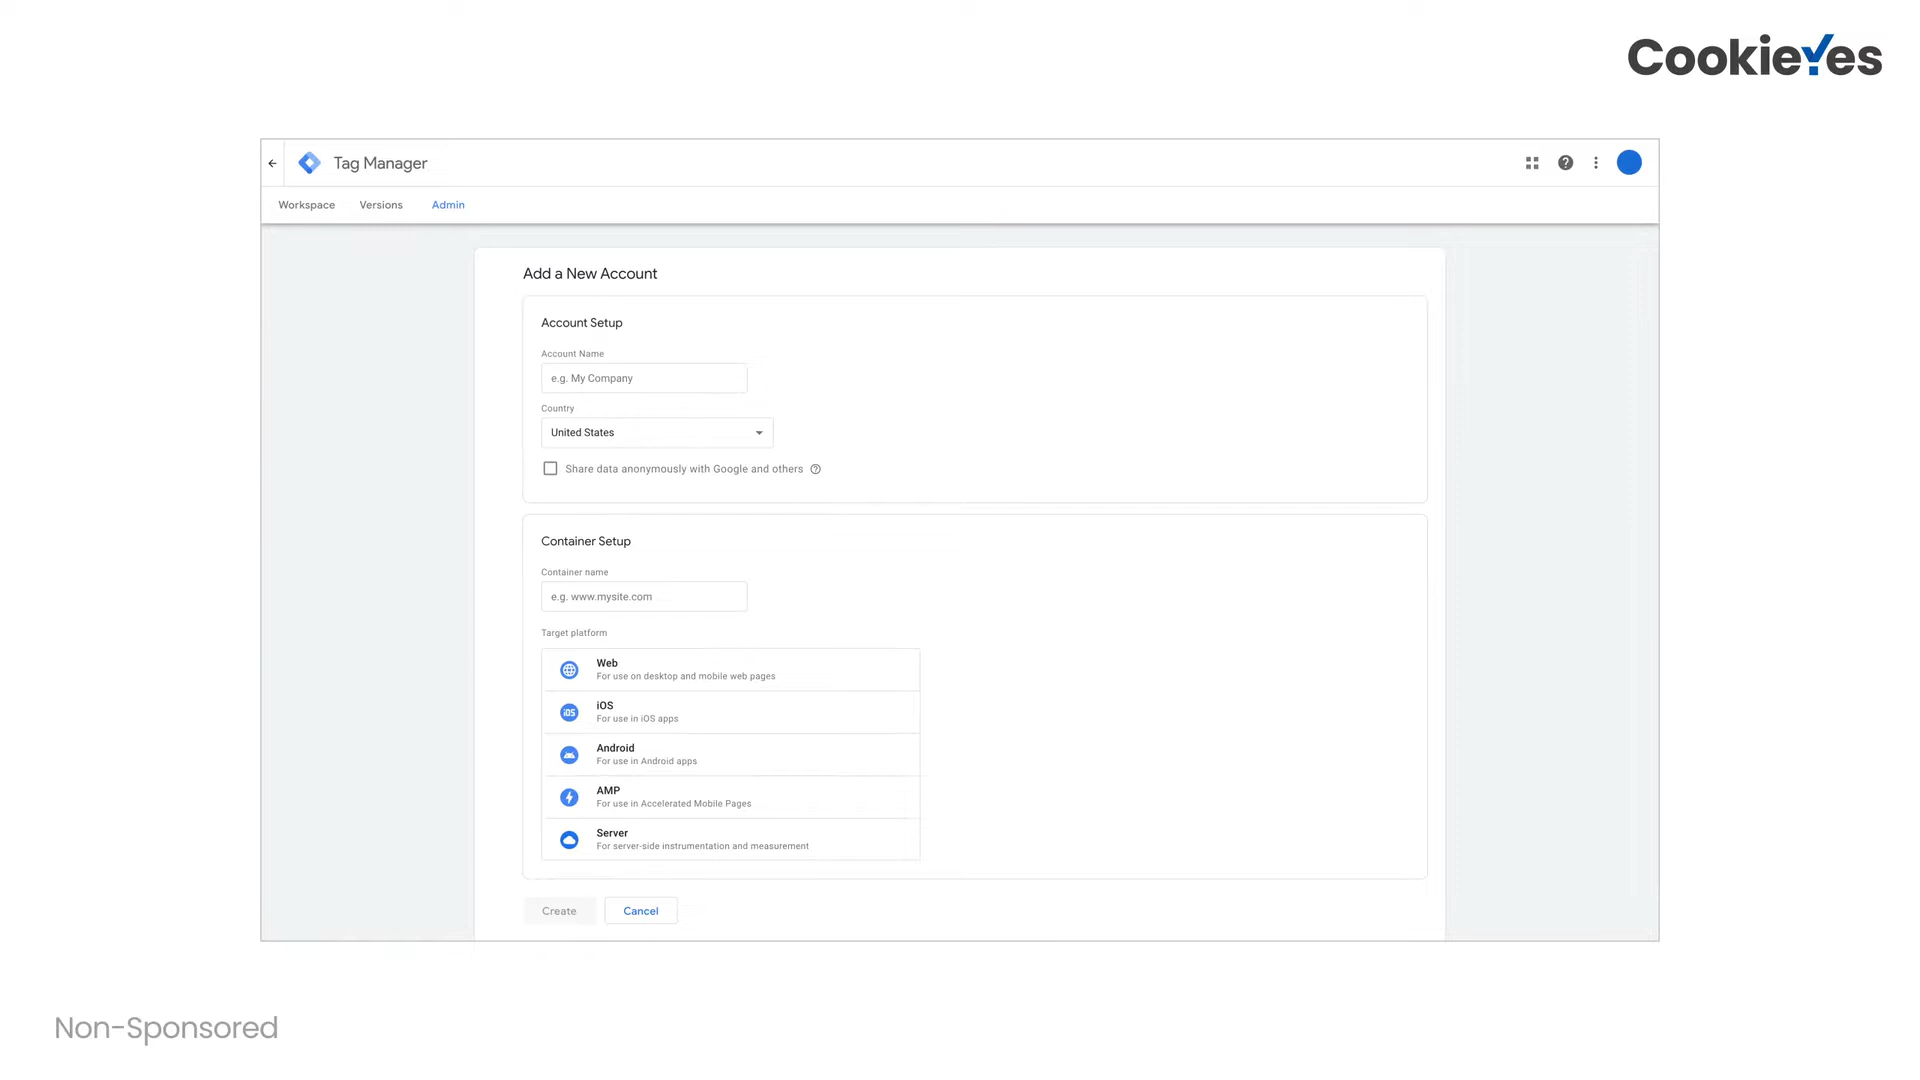 CookieYes
Tag Manager
Workspace Versions Admin
Add a New Account
Account Setup
Account Name
e.g. My Company
Country
United States
Share data anonymously with Google and others
Container Setup
Container name
e.g. www.mysite.com
Target platform
Web
For use on desktop and mobile web pages
iOS
iOS
For use in iOS apps
Android
For use in Android apps
AMP
For use in Accelerated Mobile Pages
Server
For server-side instrumentation and measurement
Create Cancel
Non-Sponsored